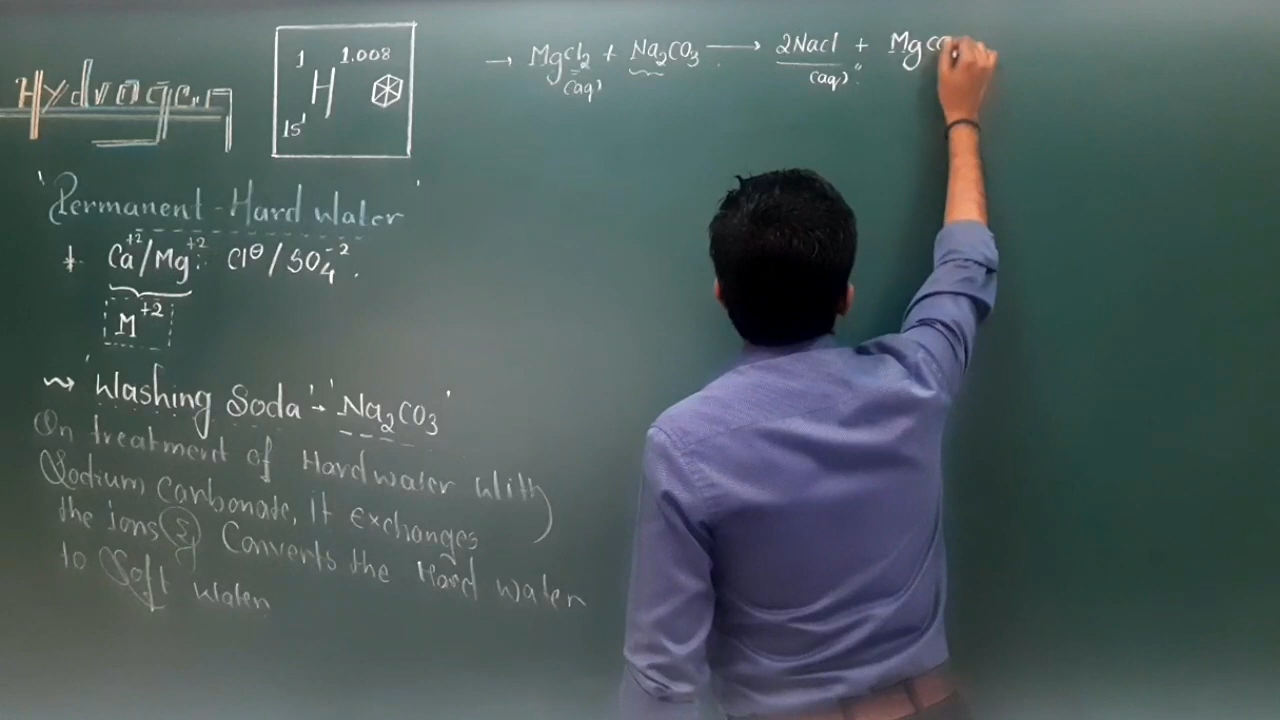 Hydrogen
1 1.008
H
1s¹
→ MgCl₂ + Na₂CO₃ → 2NaCl + MgCO
(aq) (aq)
'Permanent-Hard water'
* Ca⁺²/Mg⁺²: Cl⊖/SO₄⁻².
M⁺²
⇝ 'Washing Soda' → 'Na₂CO₃'
On treatment of Hard water with
Sodium Carbonate, it exchanges
the ions & Converts the Hard water
to Soft water